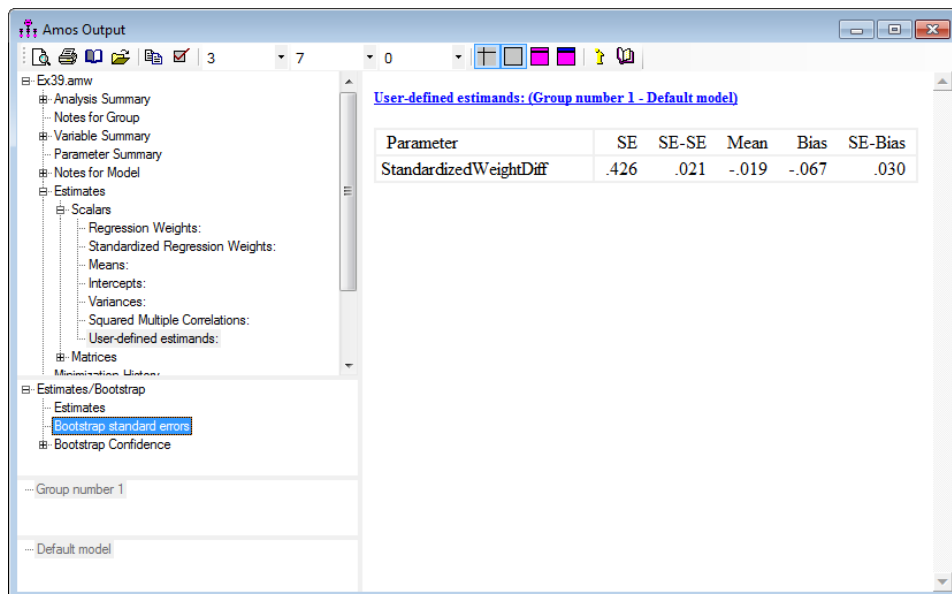 Amos Output
3 7 0
Ex39.amw
Analysis Summary
Notes for Group
Variable Summary
Parameter Summary
Notes for Model
Estimates
Scalars
Regression Weights:
Standardized Regression Weights:
Means:
Intercepts:
Variances:
Squared Multiple Correlations:
User-defined estimands:
Matrices
Minimization History
Estimates/Bootstrap
Estimates
Bootstrap standard errors
Bootstrap Confidence
Group number 1
Default model
User-defined estimands: (Group number 1 - Default model)
Parameter SE SE-SE Mean Bias SE-Bias
StandardizedWeightDiff .426 .021 -.019 -.067 .030